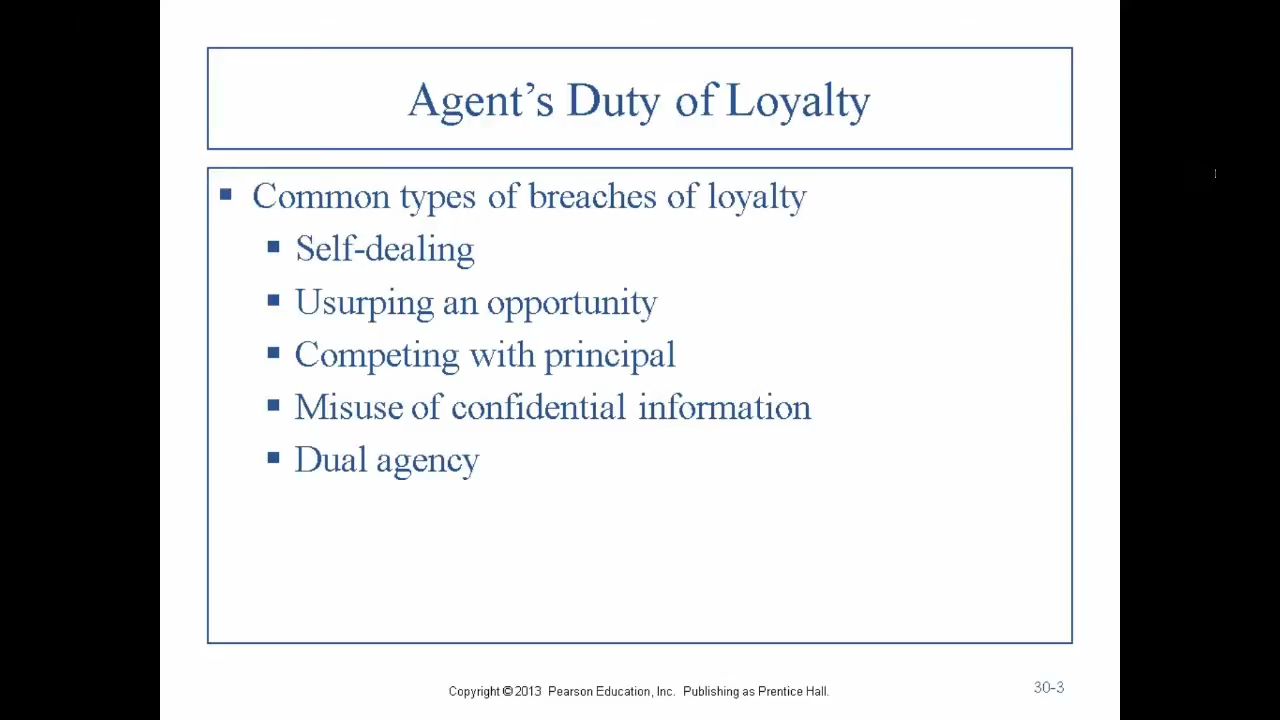 Agent’s Duty of Loyalty
Common types of breaches of loyalty
Self-dealing
Usurping an opportunity
Competing with principal
Misuse of confidential information
Dual agency
Copyright © 2013 Pearson Education, Inc. Publishing as Prentice Hall.
30-3